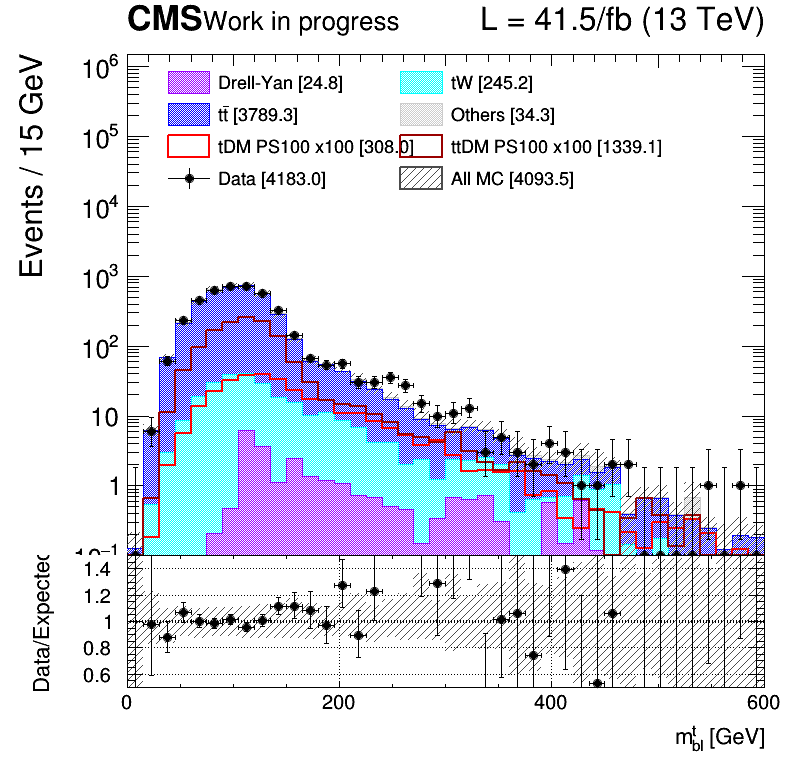 CMS Work in progress L = 41.5/fb (13 TeV)
Events / 15 GeV
10⁶
10⁵
10⁴
10³
10²
10
1
10⁻¹
Drell-Yan [24.8] tW [245.2]
tt̄ [3789.3] Others [34.3]
tDM PS100 x100 [308.0] ttDM PS100 x100 [1339.1]
Data [4183.0] All MC [4093.5]
Data/Expected
1.4
1.2
1
0.8
0.6
0 200 400 600
mᵗbl [GeV]